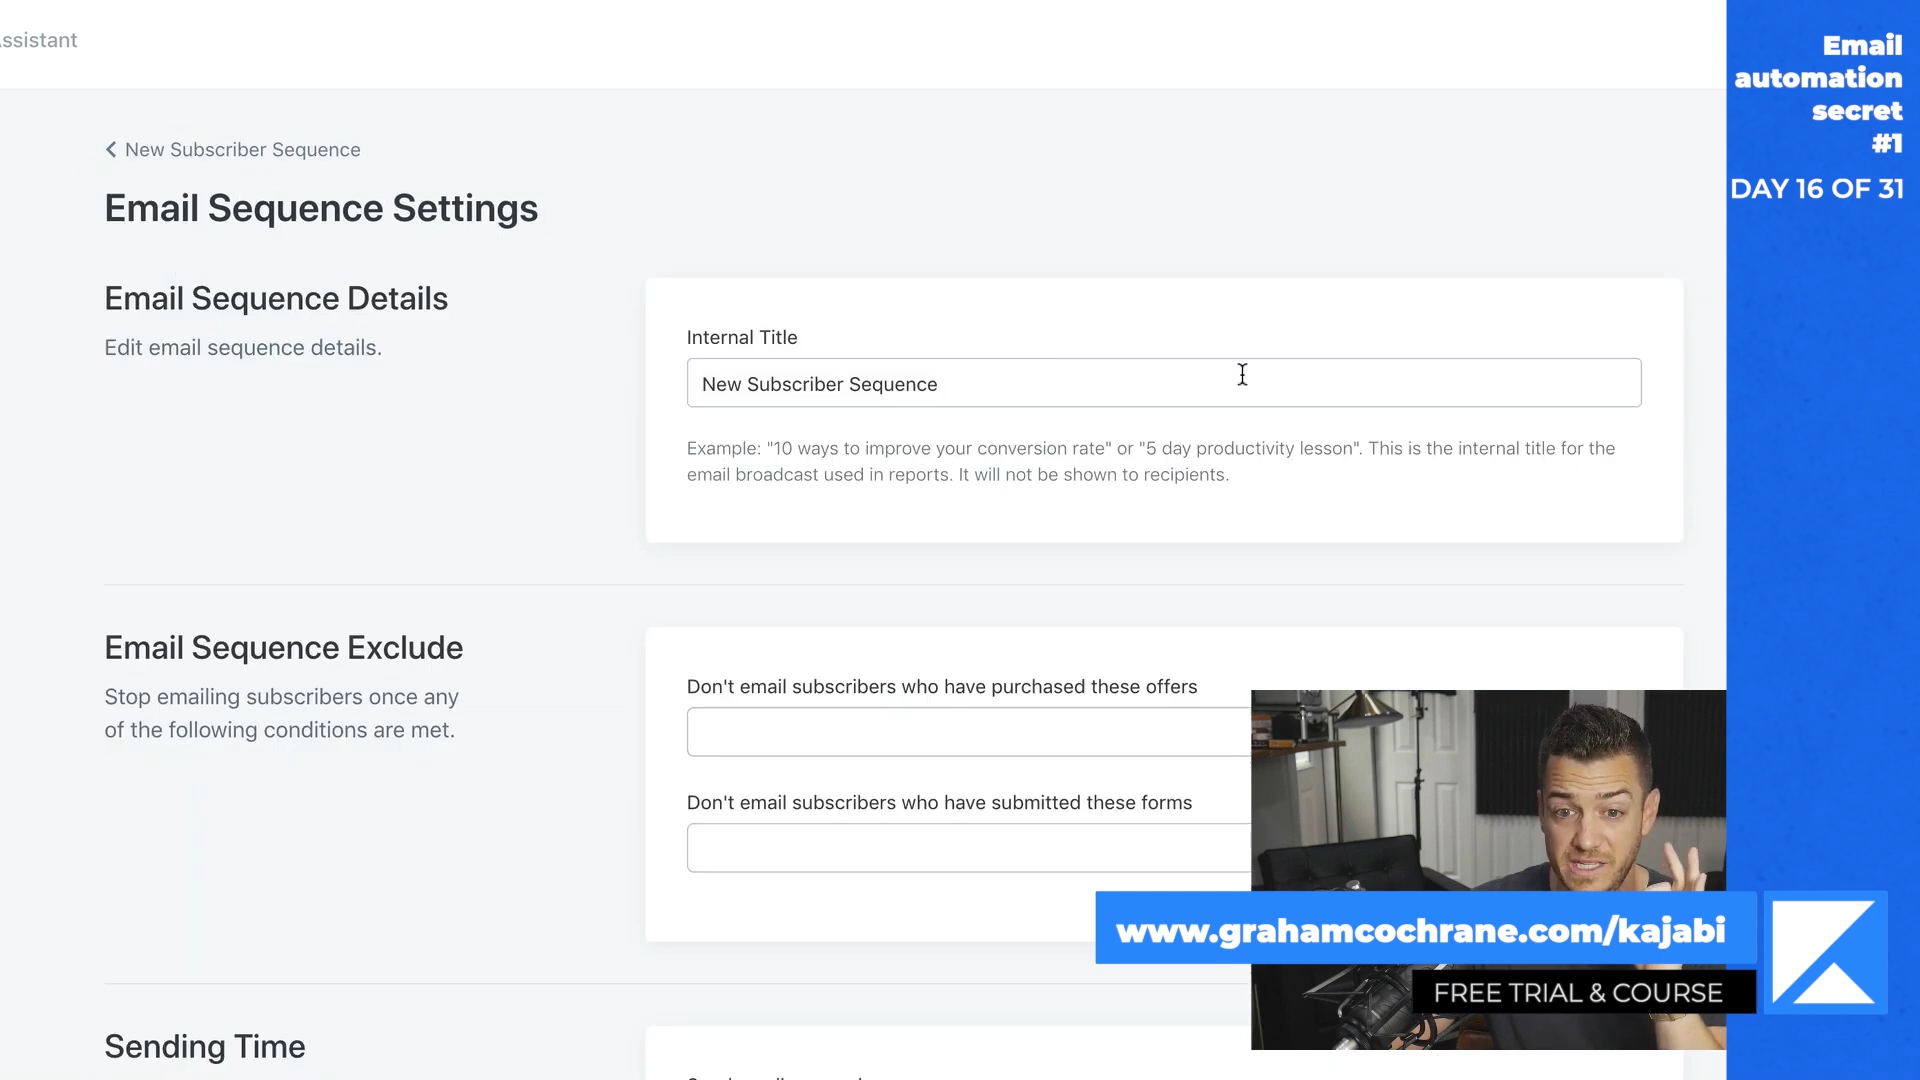 Assistant
New Subscriber Sequence
Email Sequence Settings
Email Sequence Details
Edit email sequence details.
Internal Title
New Subscriber Sequence
Example: "10 ways to improve your conversion rate" or "5 day productivity lesson". This is the internal title for the
email broadcast used in reports. It will not be shown to recipients.
Email Sequence Exclude
Stop emailing subscribers once any
of the following conditions are met.
Don't email subscribers who have purchased these offers
Don't email subscribers who have submitted these forms
Sending Time
Email
automation
secret
#1
DAY 16 OF 31
www.grahamcochrane.com/kajabi
FREE TRIAL & COURSE